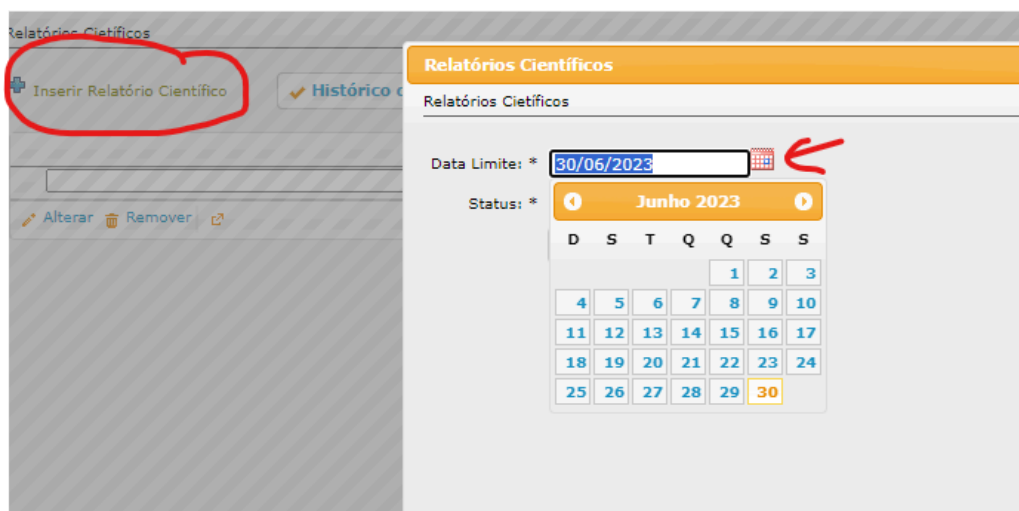 Relatórios Cietíficos
Inserir Relatório Científico
Histórico
Alterar Remover
Relatórios Científicos
Relatórios Cietíficos
Data Limite: * 30/06/2023
Status: *
Junho 2023
D S T Q Q S S
1 2 3
4 5 6 7 8 9 10
11 12 13 14 15 16 17
18 19 20 21 22 23 24
25 26 27 28 29 30